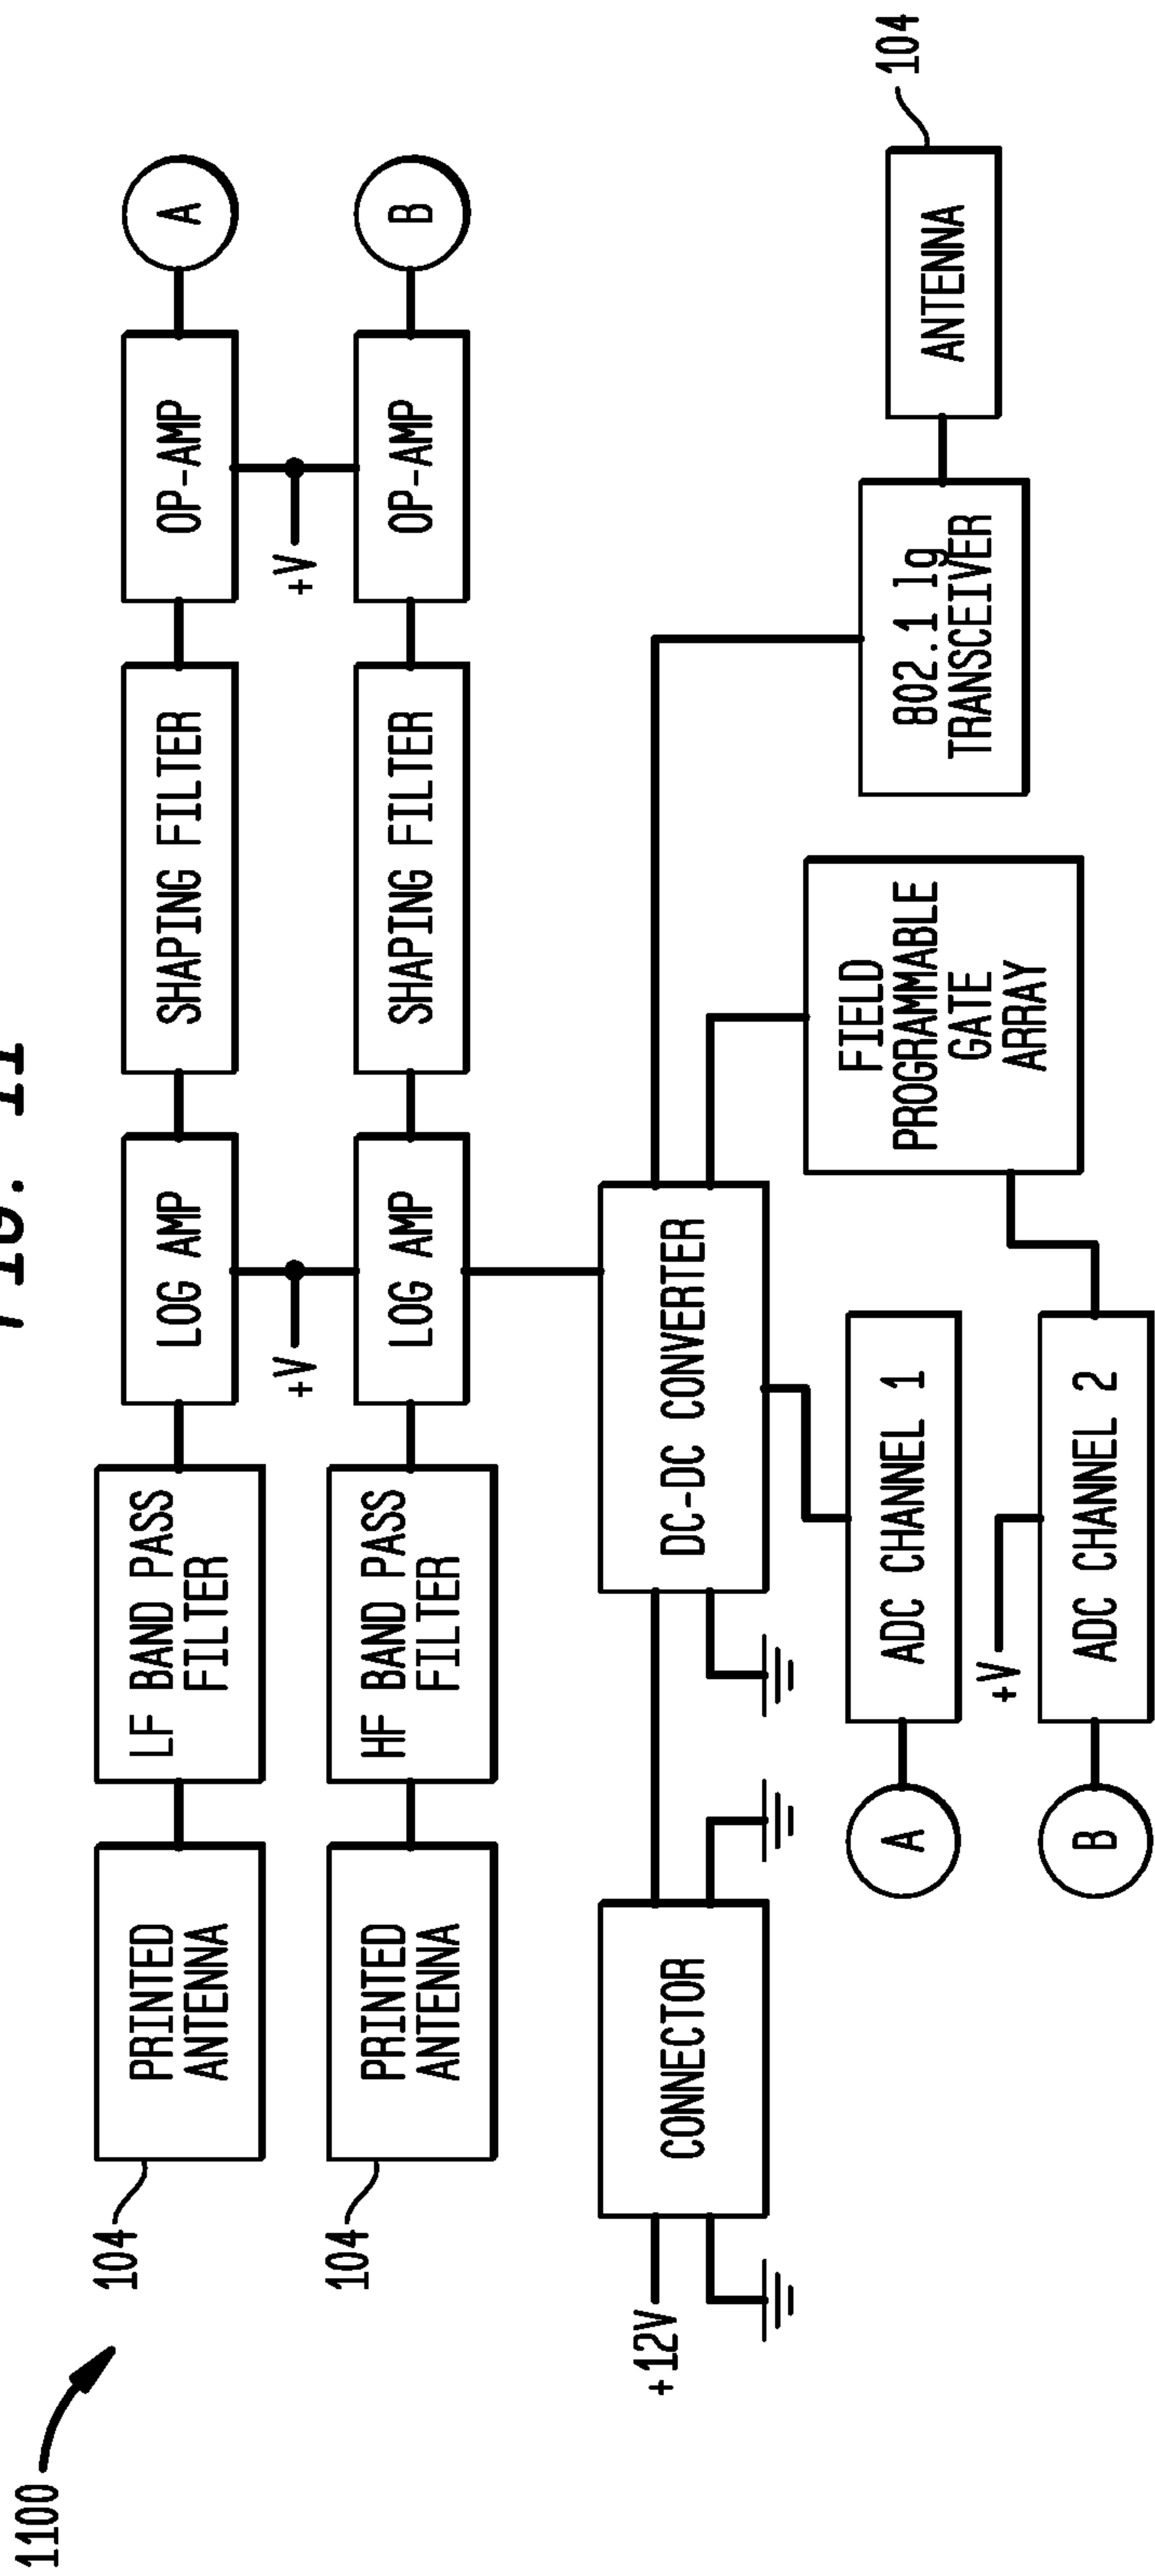 FIG. 11
1100
104
PRINTED
ANTENNA
LF BAND PASS
FILTER
LOG AMP
SHAPING FILTER
OP-AMP
A
+V
+V
104
PRINTED
ANTENNA
HF BAND PASS
FILTER
LOG AMP
SHAPING FILTER
OP-AMP
B
+12V
CONNECTOR
DC-DC CONVERTER
A
ADC CHANNEL 1
+V
B
ADC CHANNEL 2
FIELD
PROGRAMMABLE
GATE
ARRAY
802.1 lg
TRANSCEIVER
ANTENNA
104